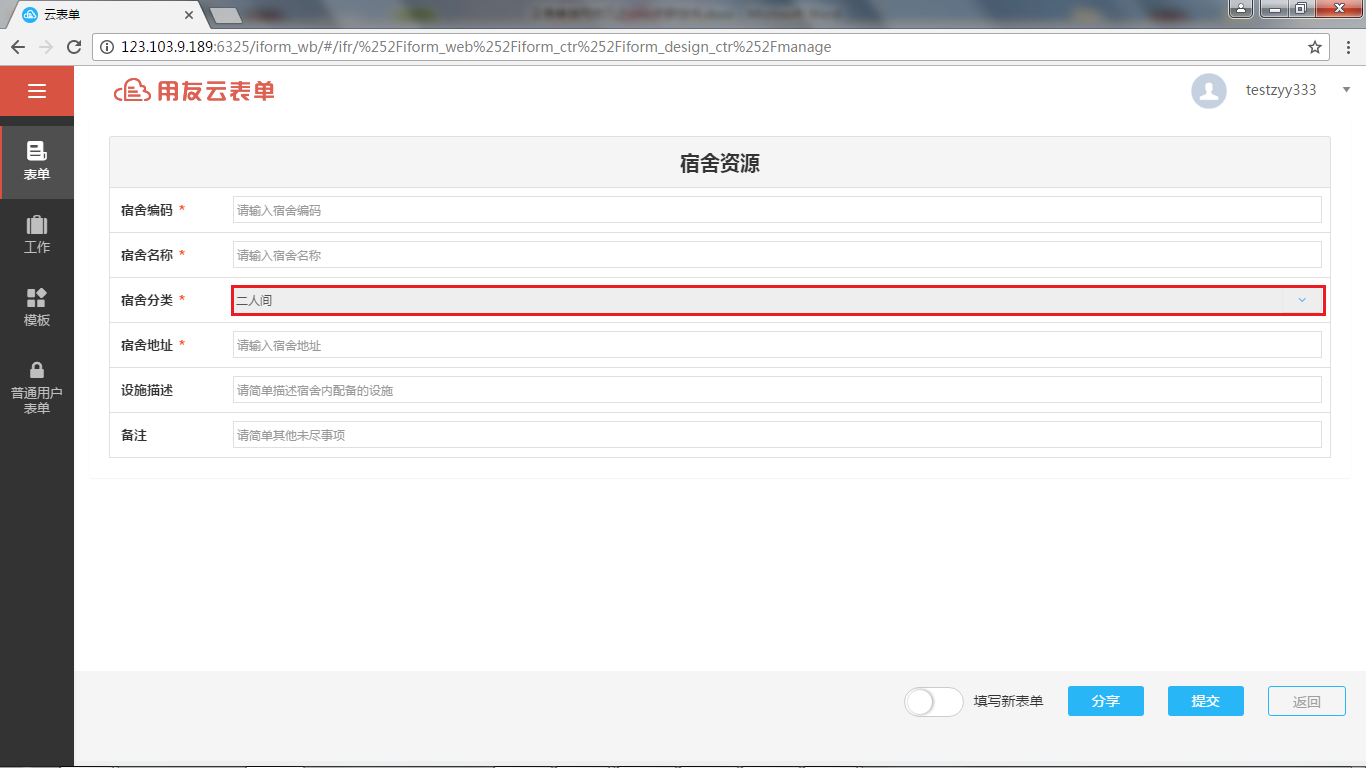 云表单
123.103.9.189:6325/iform_wb/#/ifr/%252Fiform_web%252Fiform_ctr%252Fiform_design_ctr%252Fmanage
用友云表单
testzyy333
表单
工作
模板
普通用户
表单
宿舍资源
宿舍编码 * 请输入宿舍编码
宿舍名称 * 请输入宿舍名称
宿舍分类 * 二人间
宿舍地址 * 请输入宿舍地址
设施描述 请简单描述宿舍内配备的设施
备注 请简单其他未尽事项
填写新表单 分享 提交 返回